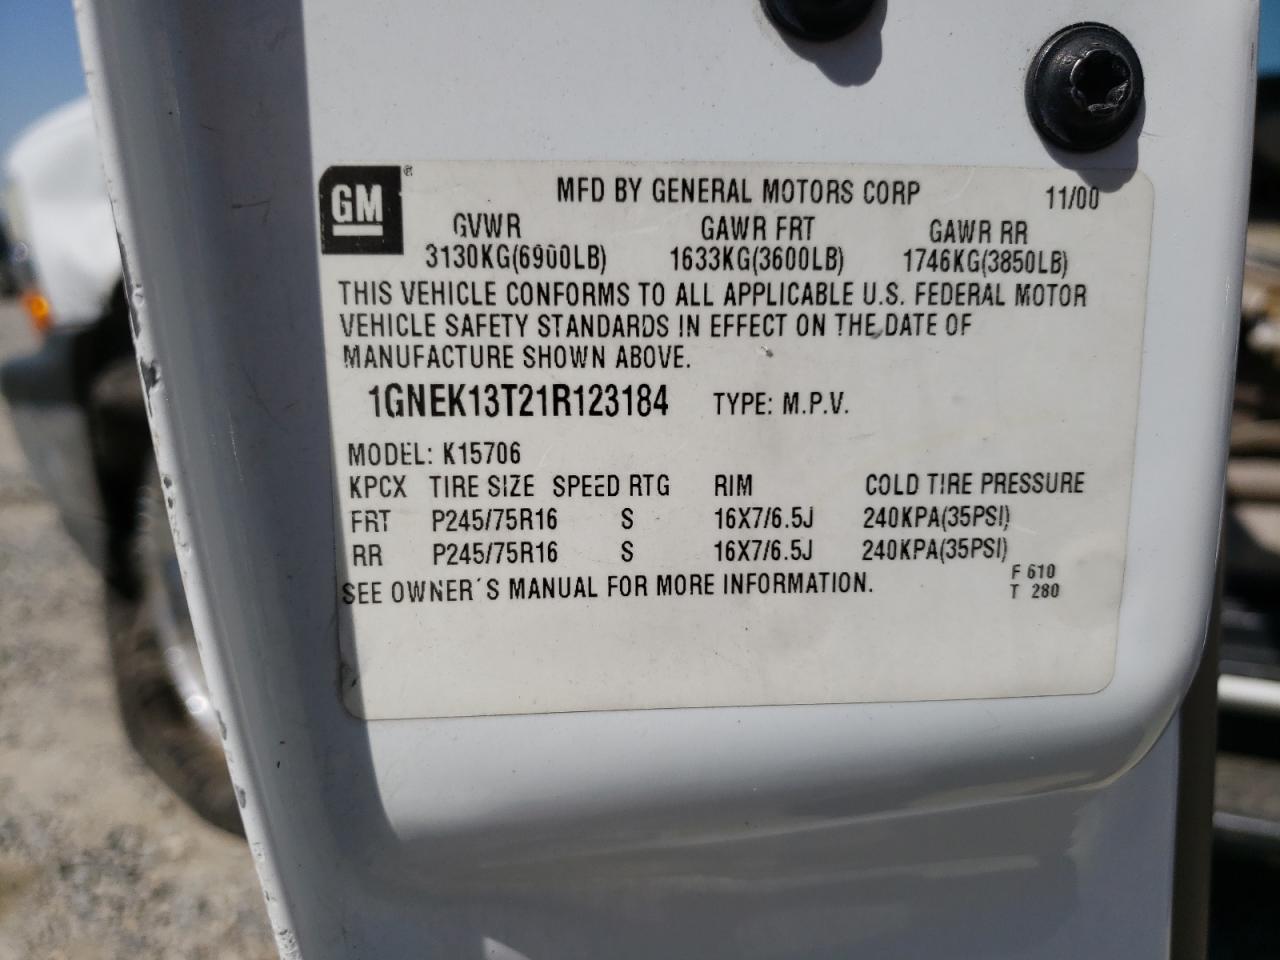 GM®
MFD BY GENERAL MOTORS CORP 11/00
GVWR GAWR FRT GAWR RR
3130KG(6900LB) 1633KG(3600LB) 1746KG(3850LB)
THIS VEHICLE CONFORMS TO ALL APPLICABLE U.S. FEDERAL MOTOR
VEHICLE SAFETY STANDARDS IN EFFECT ON THE DATE OF
MANUFACTURE SHOWN ABOVE.
1GNEK13T21R123184 TYPE: M.P.V.
MODEL: K15706
KPCX TIRE SIZE SPEED RTG RIM COLD TIRE PRESSURE
FRT P245/75R16 S 16X7/6.5J 240KPA(35PSI)
RR P245/75R16 S 16X7/6.5J 240KPA(35PSI)
SEE OWNER´S MANUAL FOR MORE INFORMATION.
F 610
T 280